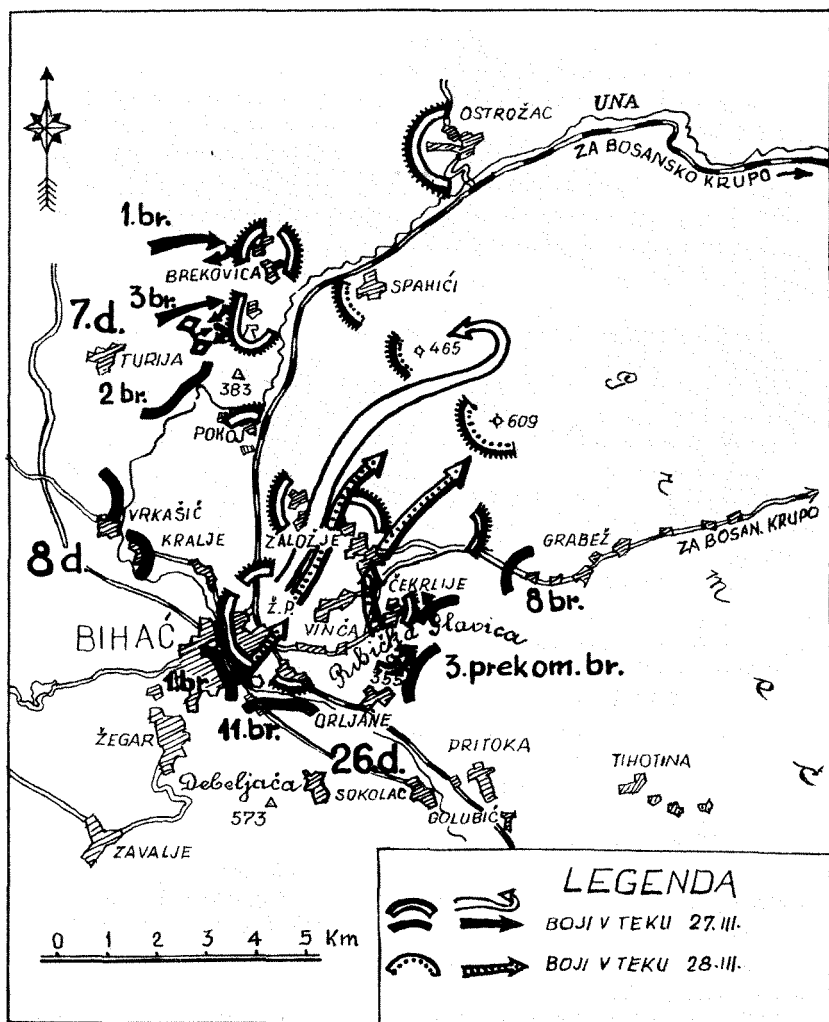 OSTROŽAC
UNA
ZA BOSANSKO KRUPO
1.br.
BREKOVICA
SPAHIĆI
3br.
7.d.
TURIJA
465
383
2 br.
609
POKOJ
VRKAŠIĆ
KRALJE
ZALOŽJE
GRABEŽ
ZA BOSAN. KRUPO
8 d.
ČEKRLIJE
8 br.
Ž.P.
VINČA
BIHAĆ
Ribićka Glavica
3.prekom.br.
355
1.br.
ORLJANE
11.br.
ŽEGAR
26.d.
PRITOKA
TIHOTINA
Debeljača
SOKOLAC
573
GOLUBIĆ
ZAVALJE
LEGENDA
BOJI V TEKU 27.III.
BOJI V TEKU 28.III.
0 1 2 3 4 5 Km